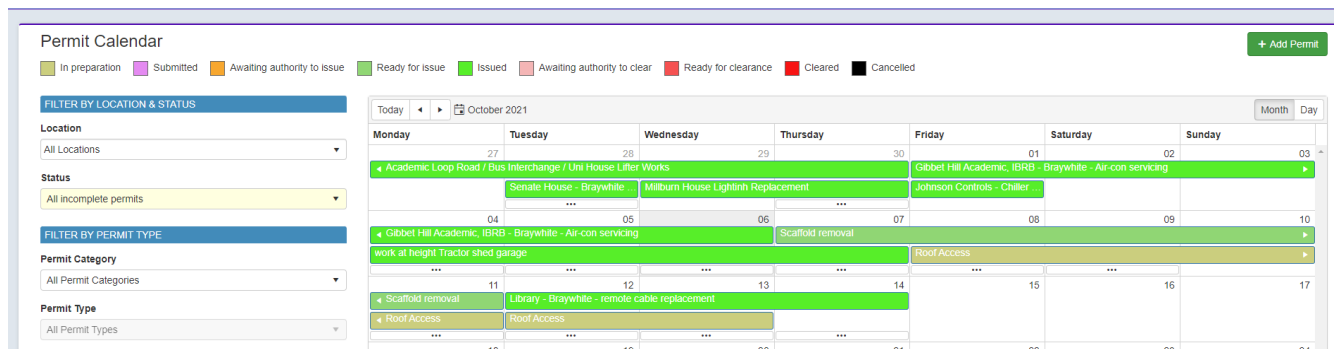 Permit Calendar
+ Add Permit
In preparation Submitted Awaiting authority to issue Ready for issue Issued Awaiting authority to clear Ready for clearance Cleared Cancelled
FILTER BY LOCATION & STATUS
Location
All Locations
Status
All incomplete permits
FILTER BY PERMIT TYPE
Permit Category
All Permit Categories
Permit Type
All Permit Types
Today October 2021 Month Day
Monday Tuesday Wednesday Thursday Friday Saturday Sunday
27 28 29 30 01 02 03
Academic Loop Road / Bus Interchange / Uni House Lifter Works Gibbet Hill Academic, IBRB - Braywhite - Air-con servicing
Senate House - Braywhite ... Millburn House Lightinh Replacement Johnson Controls - Chiller ...
... ...
04 05 06 07 08 09 10
Gibbet Hill Academic, IBRB - Braywhite - Air-con servicing Scaffold removal
work at height Tractor shed garage Roof Access
... ... ... ... ... ...
11 12 13 14 15 16 17
Scaffold removal Library - Braywhite - remote cable replacement
Roof Access Roof Access
... ... ... ...